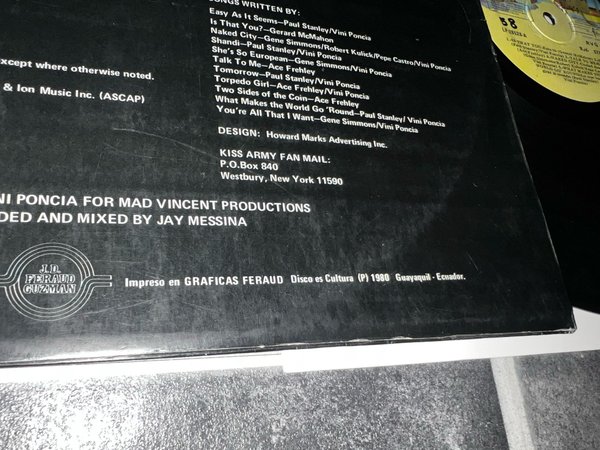 SONGS WRITTEN BY:
Easy As It Seems–Paul Stanley/Vini Poncia
Is That You?–Gerard McMahon
Naked City–Gene Simmons/Robert Kulick/Pepe Castro/Vini Poncia
Shandi–Paul Stanley/Vini Poncia
She's So European–Gene Simmons/Vini Poncia
Talk To Me–Ace Frehley
Tomorrow–Paul Stanley/Vini Poncia
Torpedo Girl–Ace Frehley/Vini Poncia
Two Sides of the Coin–Ace Frehley
What Makes the World Go 'Round–Paul Stanley/ Vini Poncia
You're All That I Want–Gene Simmons/Vini Poncia
except where otherwise noted.
& Ion Music Inc. (ASCAP)
DESIGN: Howard Marks Advertising Inc.
KISS ARMY FAN MAIL:
P.O.Box 840
Westbury, New York 11590
NI PONCIA FOR MAD VINCENT PRODUCTIONS
DED AND MIXED BY JAY MESSINA
J.D.
FERAUD
GUZMAN
Impreso en GRAFICAS FERAUD Disco es Cultura (P) 1980 Guayaquil - Ecuador.